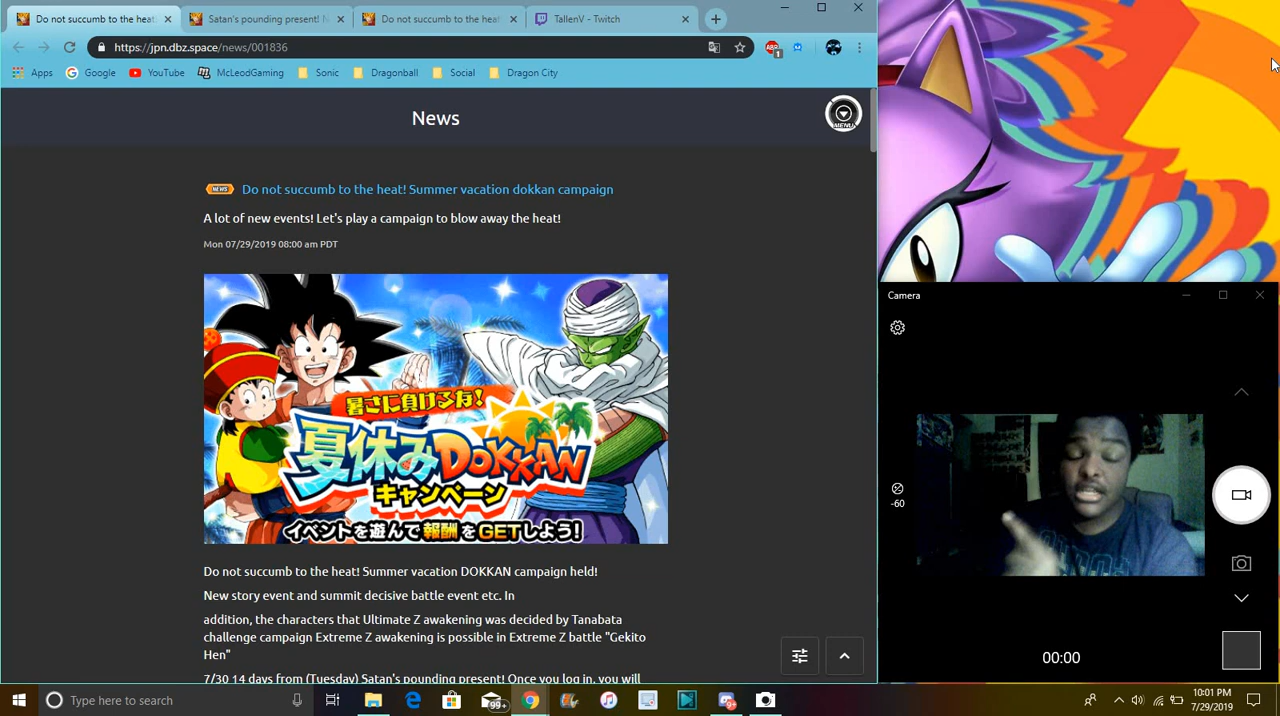 Do not succumb to the heat
Satan's pounding present! N
Do not succumb to the heat
TallenV - Twitch
https://jpn.dbz.space/news/001836
ABP
1
Apps
Google
YouTube
McLeodGaming
Sonic
Dragonball
Social
Dragon City
News
MENU
NEWS
Do not succumb to the heat! Summer vacation dokkan campaign
A lot of new events! Let's play a campaign to blow away the heat!
Mon 07/29/2019 08:00 am PDT
暑さに負けるな!
夏休みDOKKAN
キャンペーン
イベントを遊んで報酬をGETしよう!
Do not succumb to the heat! Summer vacation DOKKAN campaign held!
New story event and summit decisive battle event etc. In
addition, the characters that Ultimate Z awakening was decided by Tanabata
challenge campaign Extreme Z awakening is possible in Extreme Z battle "Gekito
Hen"
7/30 14 days from (Tuesday) Satan's pounding present! Once you log in, you will
Camera
-60
00:00
Type here to search
99+
9+
10:01 PM
7/29/2019